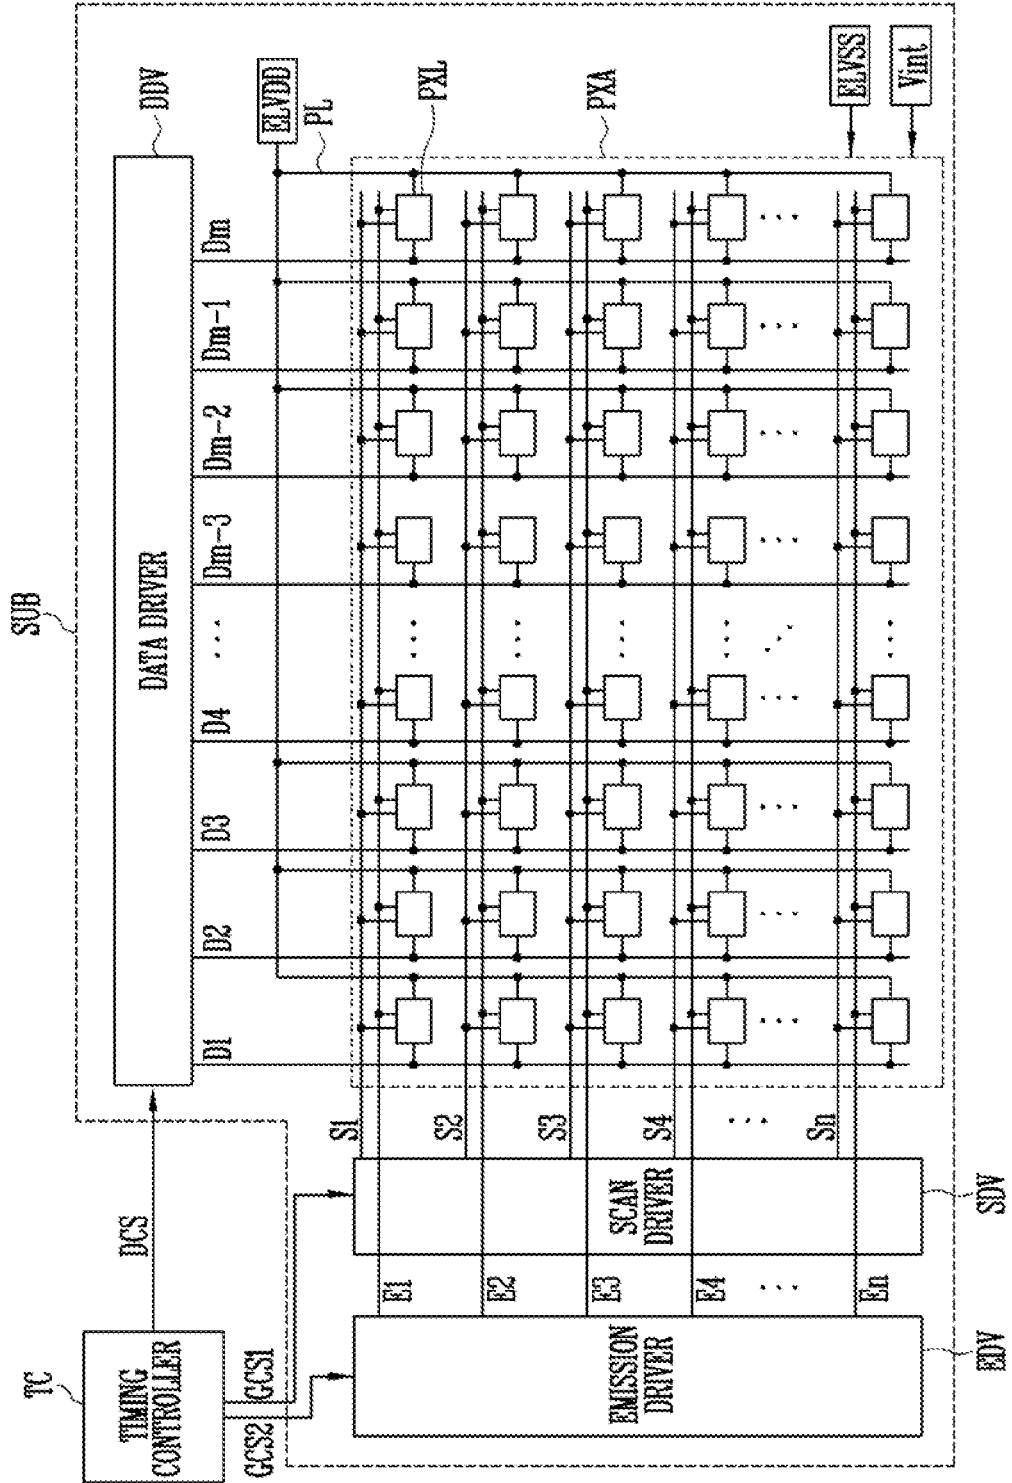 SUB
TC
TIMING
CONTROLLER
DCS
GCS1
GCS2
DATA DRIVER
DDV
D1
D2
D3
D4
...
Dm-3
Dm-2
Dm-1
Dm
ELVDD
PL
PXL
PXA
ELVSS
Vint
S1
S2
S3
S4
...
Sn
SCAN
DRIVER
SDV
E1
E2
E3
E4
...
En
EMISSION
DRIVER
EDV